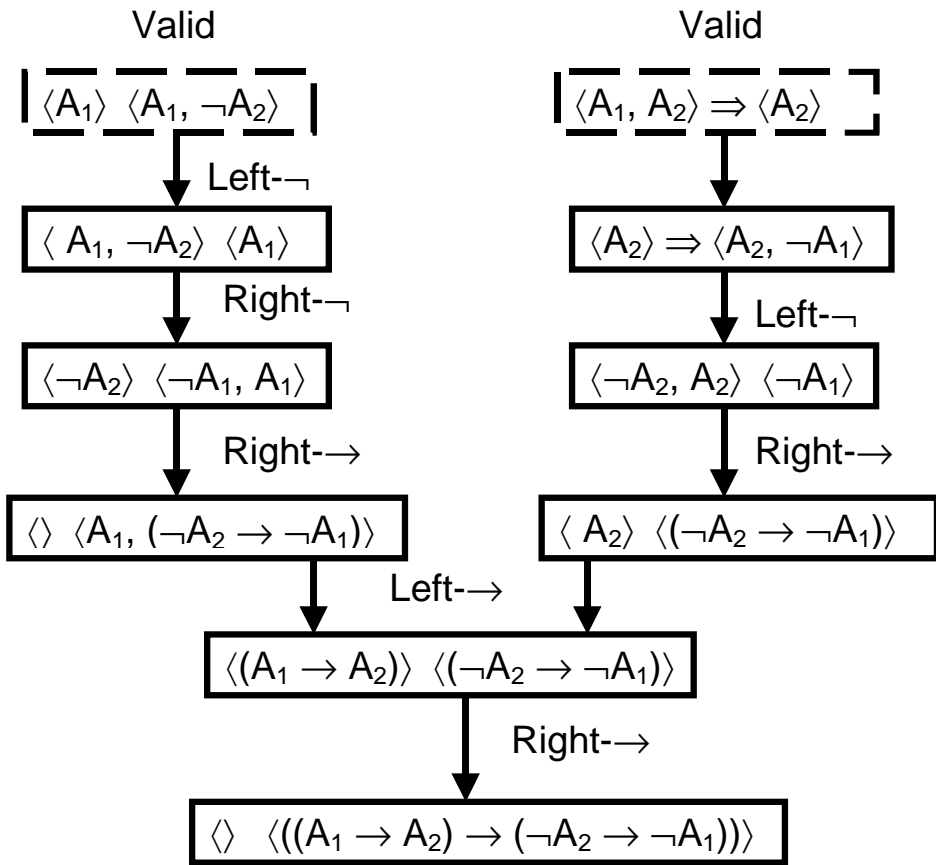 Valid Valid
⟨A₁⟩ ⟨A₁, ¬A₂⟩ ⟨A₁, A₂⟩ ⇒ ⟨A₂⟩
Left-¬
⟨ A₁, ¬A₂⟩ ⟨A₁⟩ ⟨A₂⟩ ⇒ ⟨A₂, ¬A₁⟩
Right-¬ Left-¬
⟨¬A₂⟩ ⟨¬A₁, A₁⟩ ⟨¬A₂, A₂⟩ ⟨¬A₁⟩
Right-→ Right-→
⟨⟩ ⟨A₁, (¬A₂ → ¬A₁)⟩ ⟨ A₂⟩ ⟨(¬A₂ → ¬A₁)⟩
Left-→
⟨(A₁ → A₂)⟩ ⟨(¬A₂ → ¬A₁)⟩
Right-→
⟨⟩ ⟨((A₁ → A₂) → (¬A₂ → ¬A₁))⟩